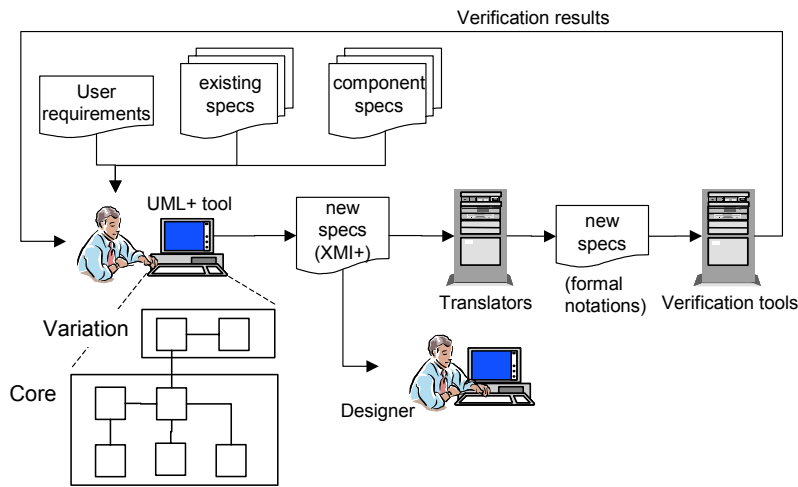 Verification results
User
requirements
existing
specs
component
specs
UML+ tool
new
specs
(XMI+)
Translators
new
specs
(formal
notations)
Verification tools
Variation
Core
Designer